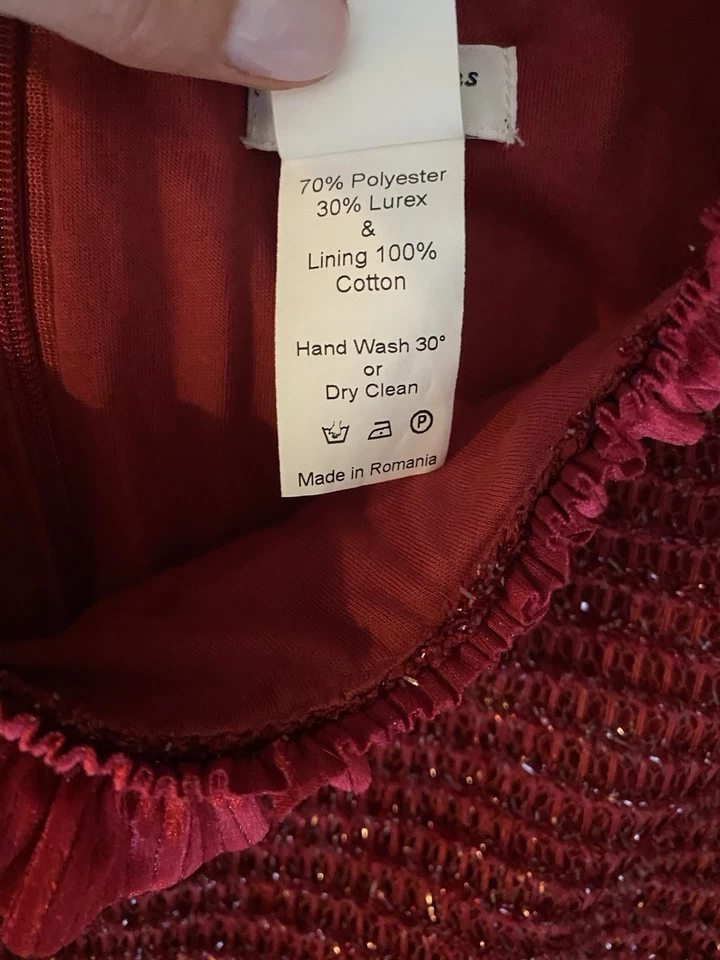 70% Polyester
30% Lurex
&
Lining 100%
Cotton
Hand Wash 30°
or
Dry Clean
P
Made in Romania